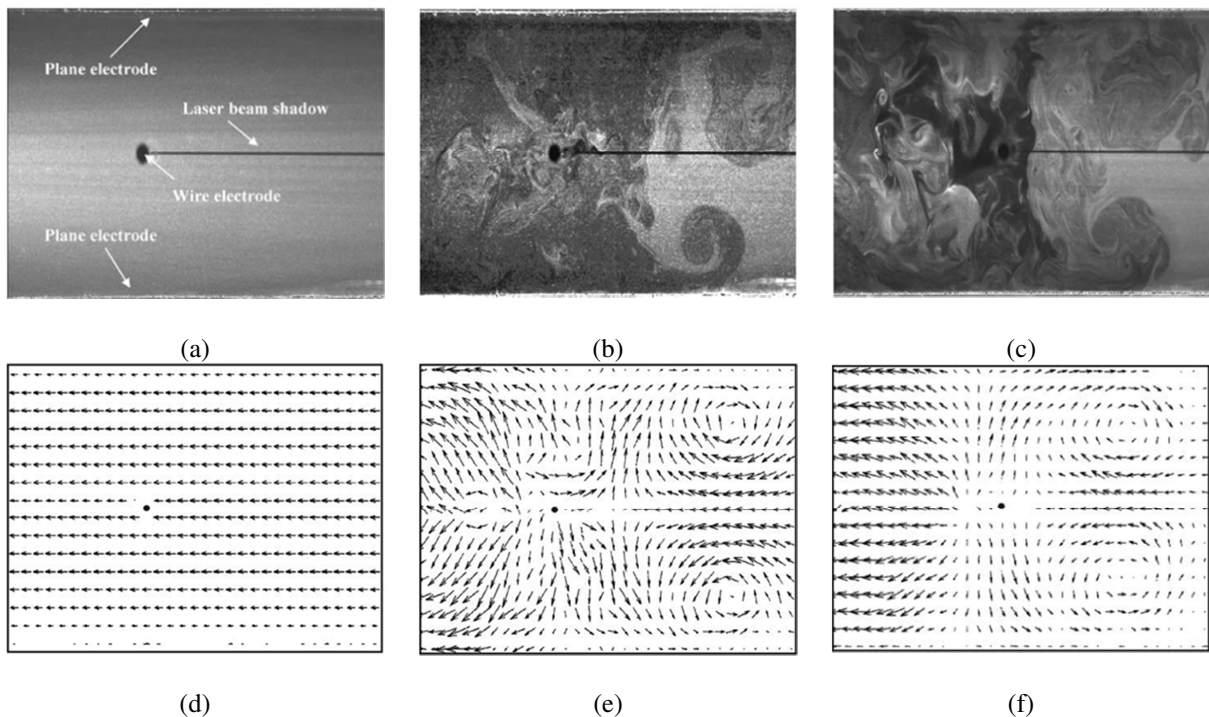 Plane electrode
Laser beam shadow
Wire electrode
Plane electrode
(a)
(b)
(c)
(d)
(e)
(f)